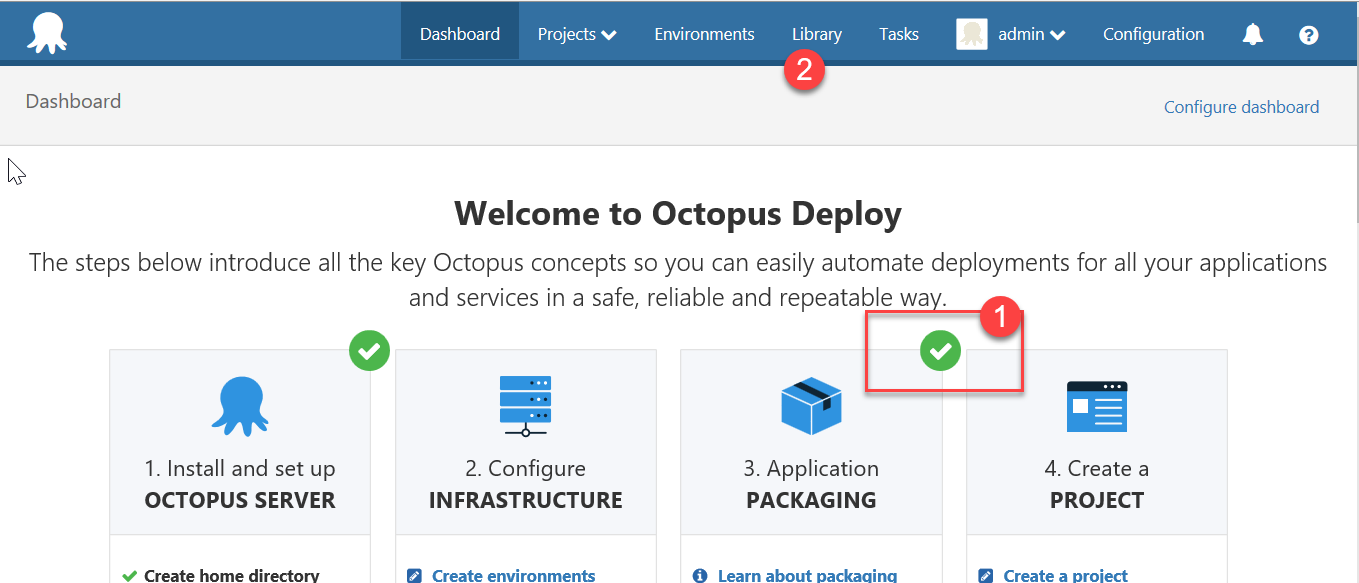 Dashboard Projects Environments Library Tasks admin Configuration ?
2
Dashboard
Configure dashboard
Welcome to Octopus Deploy
The steps below introduce all the key Octopus concepts so you can easily automate deployments for all your applications
and services in a safe, reliable and repeatable way.
1
1. Install and set up
OCTOPUS SERVER
Create home directory
2. Configure
INFRASTRUCTURE
Create environments
3. Application
PACKAGING
Learn about packaging
4. Create a
PROJECT
Create a project